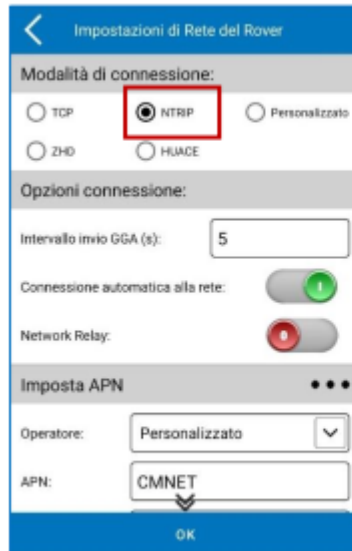 Impostazioni di Rete del Rover
Modalità di connessione:
TCP NTRIP Personalizzato
ZHD HUACE
Opzioni connessione:
Intervallo invio GGA (s): 5
Connessione automatica alla rete:
Network Relay:
Imposta APN
Operatore: Personalizzato
APN: CMNET
OK